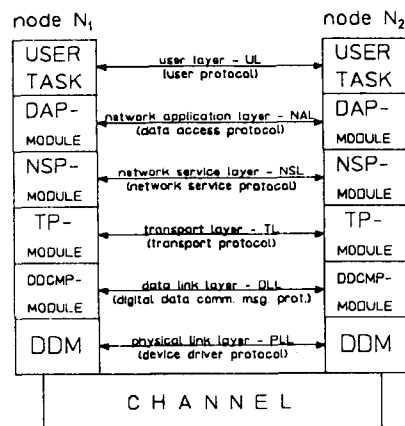 node N1 node N2
USER TASK user layer - UL (user protocol) USER TASK
DAP-MODULE network application layer - NAL (data access protocol) DAP-MODULE
NSP-MODULE network service layer - NSL (network service protocol) NSP-MODULE
TP-MODULE transport layer - TL (transport protocol) TP-MODULE
DDCMP-MODULE data link layer - DLL (digital data comm. msg. prot.) DDCMP-MODULE
DDM physical link layer - PLL (device driver protocol) DDM
CHANNEL